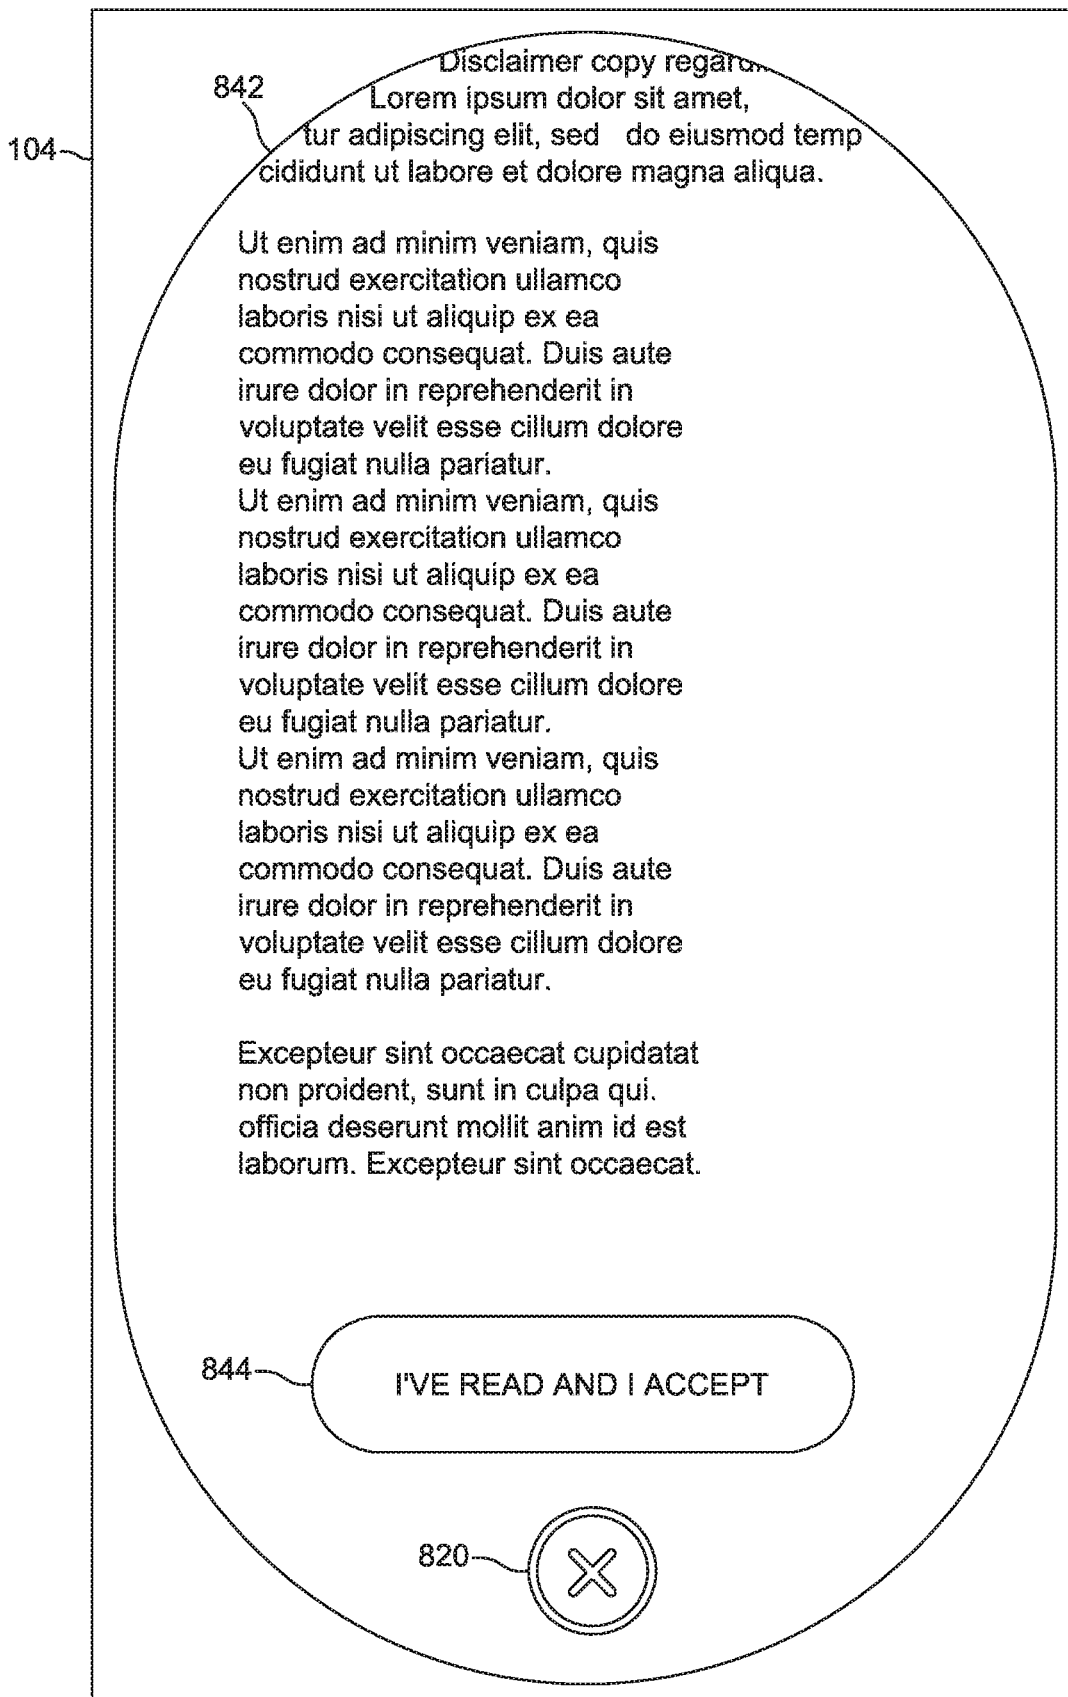 Disclaimer copy
842
Lorem ipsum dolor sit amet,
tur adipiscing elit, sed do eiusmod temp
104
cididunt ut labore et dolore magna aliqua.
Ut enim ad minim veniam, quis
nostrud exercitation ullamco
laboris nisi ut aliquip ex ea
commodo consequat. Duis aute
irure dolor in reprehenderit in
voluptate velit esse cillum dolore
eu fugiat nulla pariatur.
Ut enim ad minim veniam, quis
nostrud exercitation ullamco
laboris nisi ut aliquip ex ea
commodo consequat. Duis aute
irure dolor in reprehenderit in
voluptate velit esse cillum dolore
eu fugiat nulla pariatur.
Ut enim ad minim veniam, quis
nostrud exercitation ullamco
laboris nisi ut aliquip ex ea
commodo consequat. Duis aute
irure dolor in reprehenderit in
voluptate velit esse cillum dolore
eu fugiat nulla pariatur.
Excepteur sint occaecat cupidatat
non proident, sunt in culpa qui.
officia deserunt mollit anim id est
laborum. Excepteur sint occaecat.
844
I'VE READ AND I ACCEPT
820